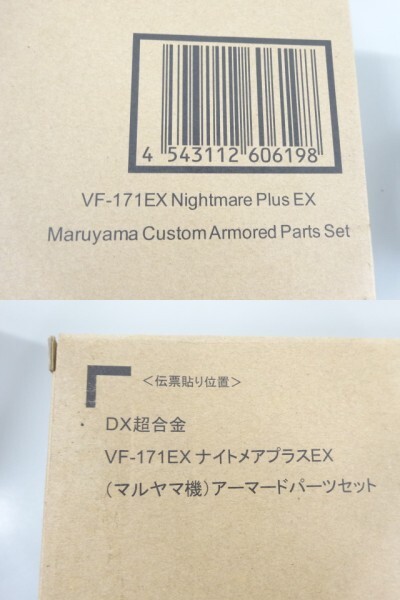 4 543112 606198
VF-171EX Nightmare Plus EX
Maruyama Custom Armored Parts Set
<伝票貼り位置>
DX超合金
VF-171EX ナイトメアプラスEX
(マルヤマ機)アーマードパーツセット